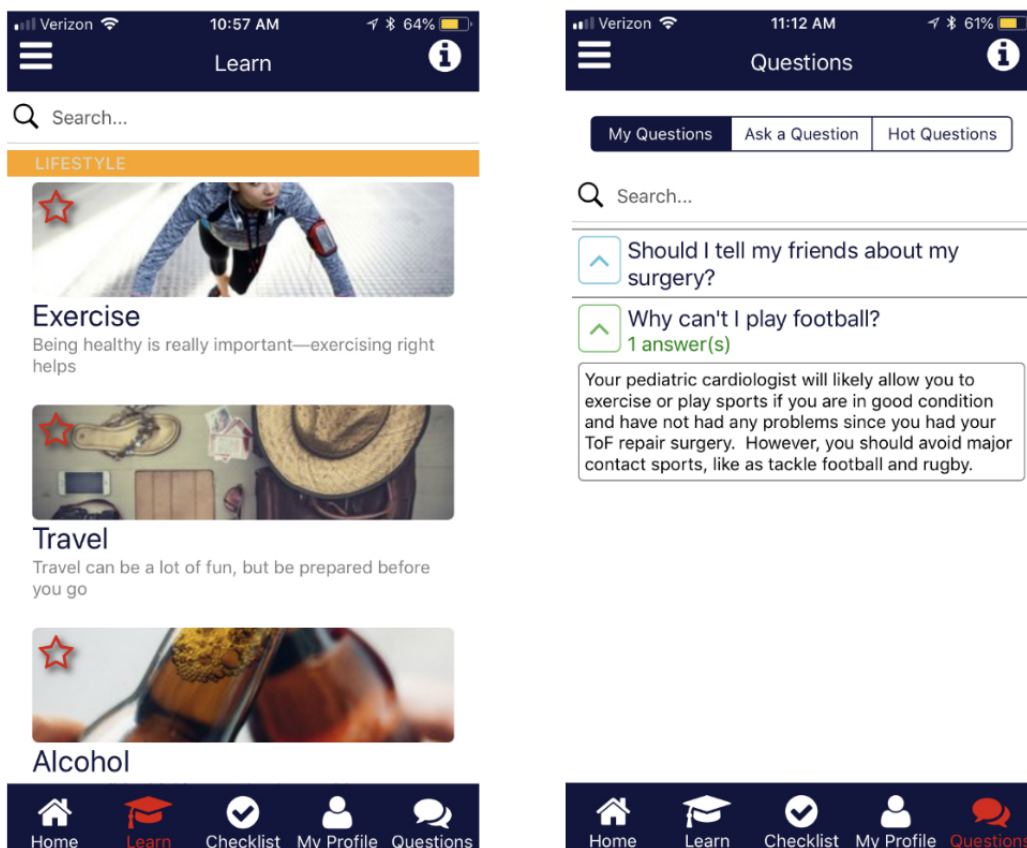 Verizon 10:57 AM 64%
Learn
Search...
LIFESTYLE
Exercise
Being healthy is really important—exercising right
helps
Travel
Travel can be a lot of fun, but be prepared before
you go
Alcohol
Home Learn Checklist My Profile Questions
Verizon 11:12 AM 61%
Questions
My Questions Ask a Question Hot Questions
Search...
Should I tell my friends about my
surgery?
Why can't I play football?
1 answer(s)
Your pediatric cardiologist will likely allow you to
exercise or play sports if you are in good condition
and have not had any problems since you had your
ToF repair surgery. However, you should avoid major
contact sports, like as tackle football and rugby.
Home Learn Checklist My Profile Questions